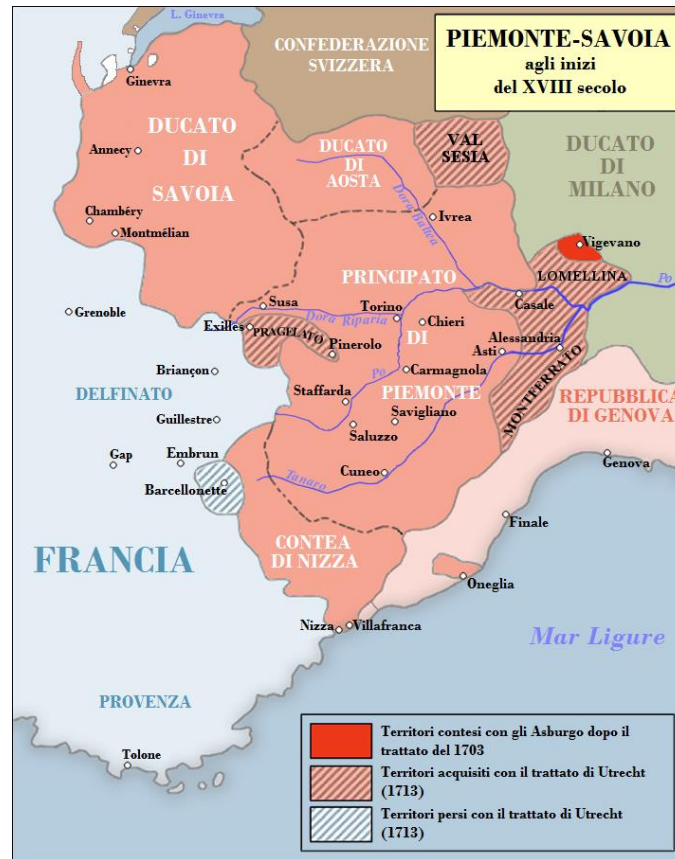 L. Ginevra
CONFEDERAZIONE
SVIZZERA
PIEMONTE-SAVOIA
agli inizi
del XVIII secolo
Ginevra
DUCATO
DI
SAVOIA
Annecy
Chambéry
Montmélian
DUCATO
DI
AOSTA
VAL
SESIA
DUCATO
DI
MILANO
Dora Baltea
Ivrea
Vigevano
LOMELLINA
Po
PRINCIPATO
DI
PIEMONTE
Casale
Grenoble
Susa
Torino
Exilles
Dora Riparia
Chieri
PRAGELATO
Pinerolo
Alessandria
Asti
Briançon
Po
Carmagnola
DELFINATO
Staffarda
MONFERRATO
Guillestre
Savigliano
Saluzzo
REPUBBLICA
DI GENOVA
Gap
Embrun
Cuneo
Genova
Barcellonette
Tanaro
Finale
FRANCIA
CONTEA
DI NIZZA
Oneglia
Nizza
Villafranca
Mar Ligure
PROVENZA
Tolone
Territori contesi con gli Asburgo dopo il
trattato del 1703
Territori acquisiti con il trattato di Utrecht
(1713)
Territori persi con il trattato di Utrecht
(1713)